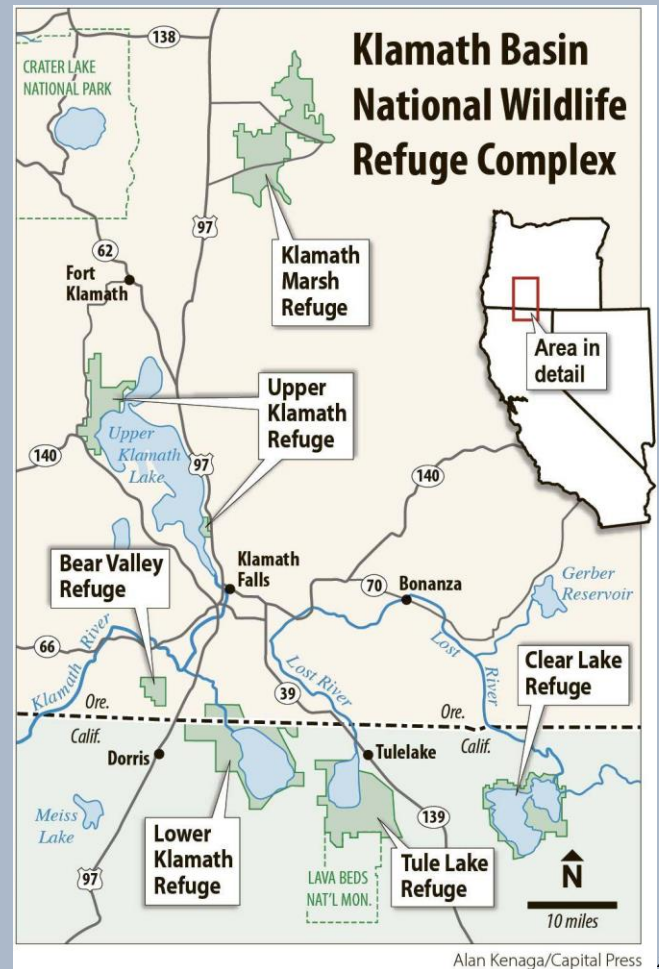 Klamath Basin
National Wildlife
Refuge Complex
138
CRATER LAKE
NATIONAL PARK
97
62
Fort
Klamath
Klamath
Marsh
Refuge
Area in
detail
Upper
Klamath
Refuge
Upper
Klamath
Lake
140
97
140
Bear Valley
Refuge
Klamath
Falls
70
Bonanza
Gerber
Reservoir
66
Klamath River
Lost River
39
Lost
River
Clear Lake
Refuge
Ore.
Calif.
Ore.
Calif.
Dorris
Tulelake
Meiss
Lake
Lower
Klamath
Refuge
139
Tule Lake
Refuge
97
LAVA BEDS
NAT'L MON.
N
10 miles
Alan Kenaga/Capital Press